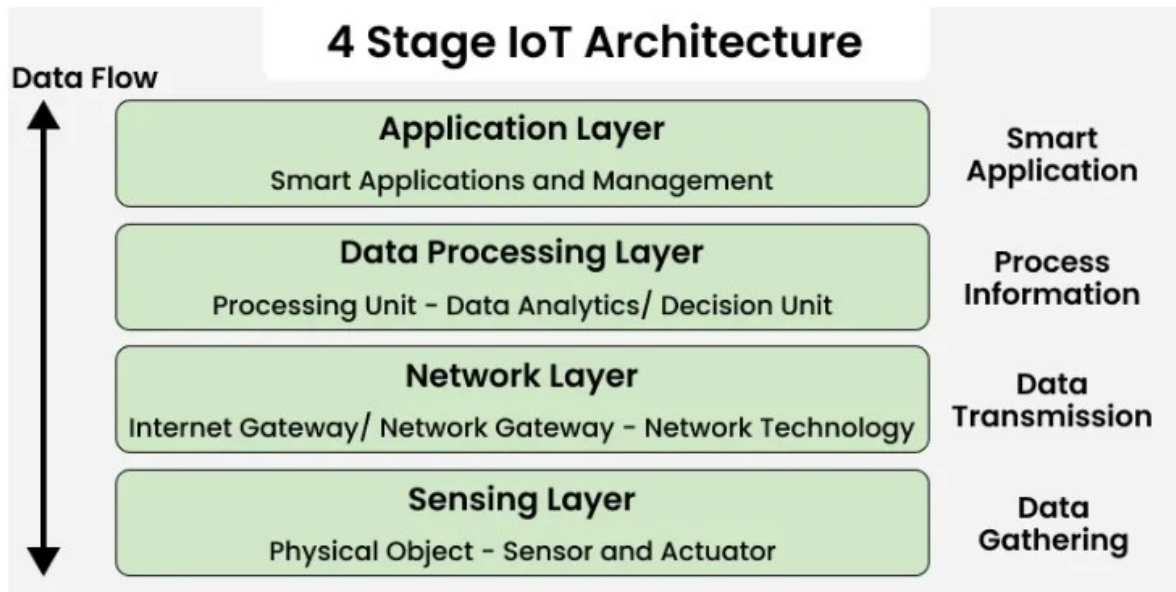 4 Stage IoT Architecture
Data Flow
Application Layer
Smart Applications and Management
Smart
Application
Data Processing Layer
Processing Unit - Data Analytics/ Decision Unit
Process
Information
Network Layer
Internet Gateway/ Network Gateway - Network Technology
Data
Transmission
Sensing Layer
Physical Object - Sensor and Actuator
Data
Gathering